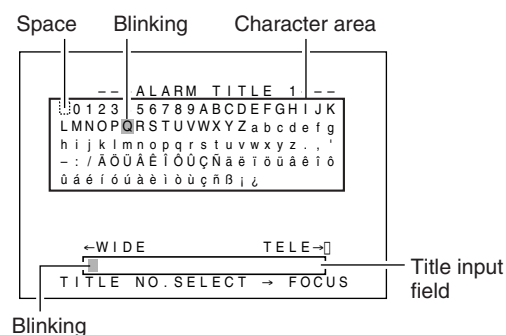 Space Blinking Character area
-- ALARM TITLE 1 --
0123 56789ABCDEFGHIJK
LMNOPQRSTUVWXYZabcdefg
hijklmnopqrstuvwxyz.,'
–:/ÄÖÜÂÊÎÔÛÇÑäëïöüâêîô
ûáéíóúàèìòùçñß¡¿
←WIDE TELE→▯
Title input
field
TITLE NO.SELECT → FOCUS
Blinking